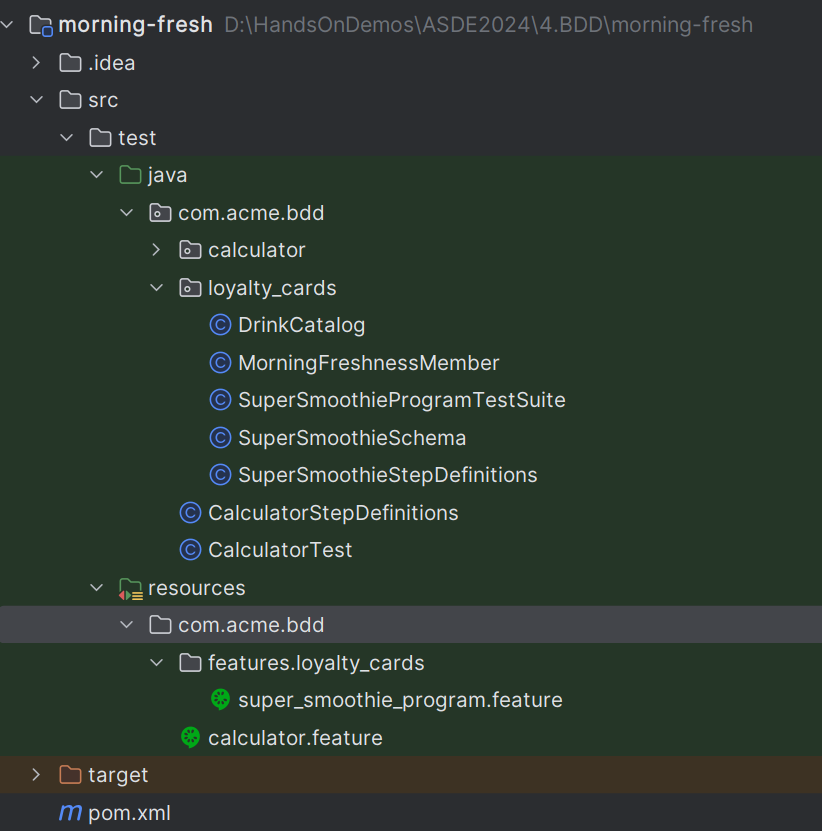 morning-fresh D:\HandsOnDemos\ASDE2024\4.BDD\morning-fresh
.idea
src
test
java
com.acme.bdd
calculator
loyalty_cards
DrinkCatalog
MorningFreshnessMember
SuperSmoothieProgramTestSuite
SuperSmoothieSchema
SuperSmoothieStepDefinitions
CalculatorStepDefinitions
CalculatorTest
resources
com.acme.bdd
features.loyalty_cards
super_smoothie_program.feature
calculator.feature
target
pom.xml